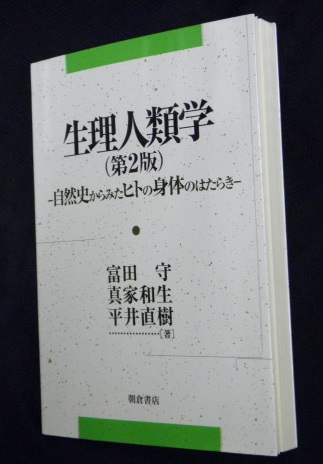 生理人類学
(第2版)
−自然史からみたヒトの身体のはたらき−
富田 守
真家和生
平井直樹
[著]
朝倉書店